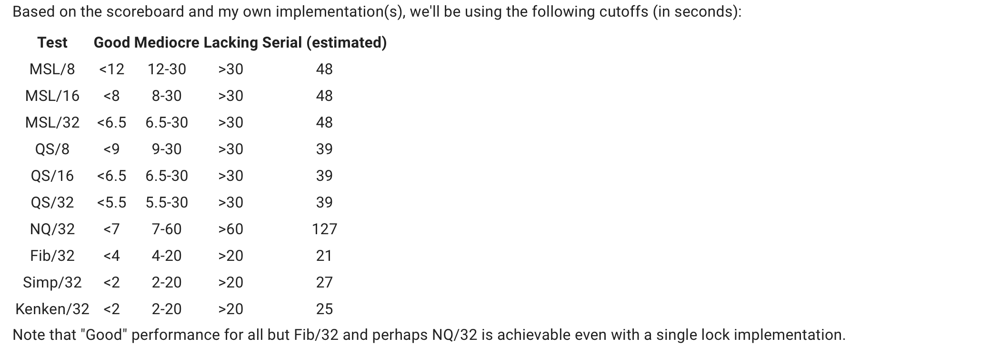 Based on the scoreboard and my own implementation(s), we'll be using the following cutoffs (in seconds):
Test Good Mediocre Lacking Serial (estimated)
MSL/8 <12 12-30 >30 48
MSL/16 <8 8-30 >30 48
MSL/32 <6.5 6.5-30 >30 48
QS/8 <9 9-30 >30 39
QS/16 <6.5 6.5-30 >30 39
QS/32 <5.5 5.5-30 >30 39
NQ/32 <7 7-60 >60 127
Fib/32 <4 4-20 >20 21
Simp/32 <2 2-20 >20 27
Kenken/32 <2 2-20 >20 25
Note that "Good" performance for all but Fib/32 and perhaps NQ/32 is achievable even with a single lock implementation.